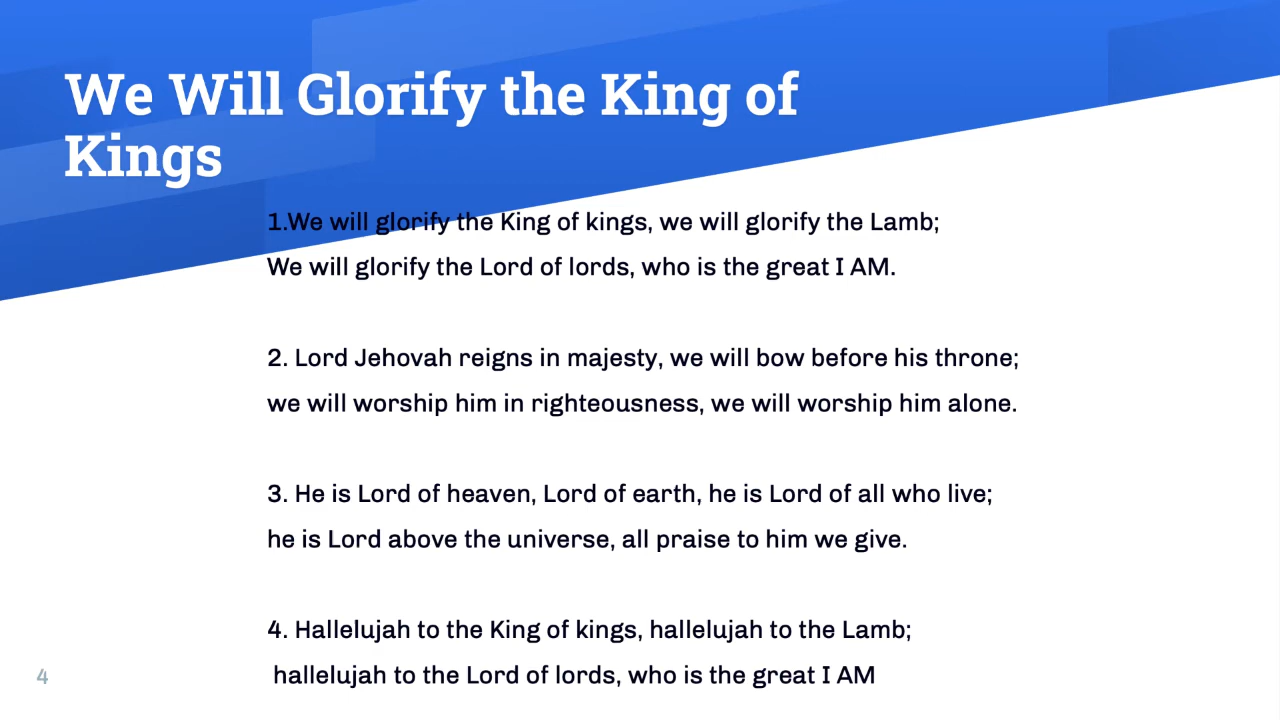 We Will Glorify the King of
Kings
1.We will glorify the King of kings, we will glorify the Lamb;
We will glorify the Lord of lords, who is the great I AM.
2. Lord Jehovah reigns in majesty, we will bow before his throne;
we will worship him in righteousness, we will worship him alone.
3. He is Lord of heaven, Lord of earth, he is Lord of all who live;
he is Lord above the universe, all praise to him we give.
4. Hallelujah to the King of kings, hallelujah to the Lamb;
hallelujah to the Lord of lords, who is the great I AM
4